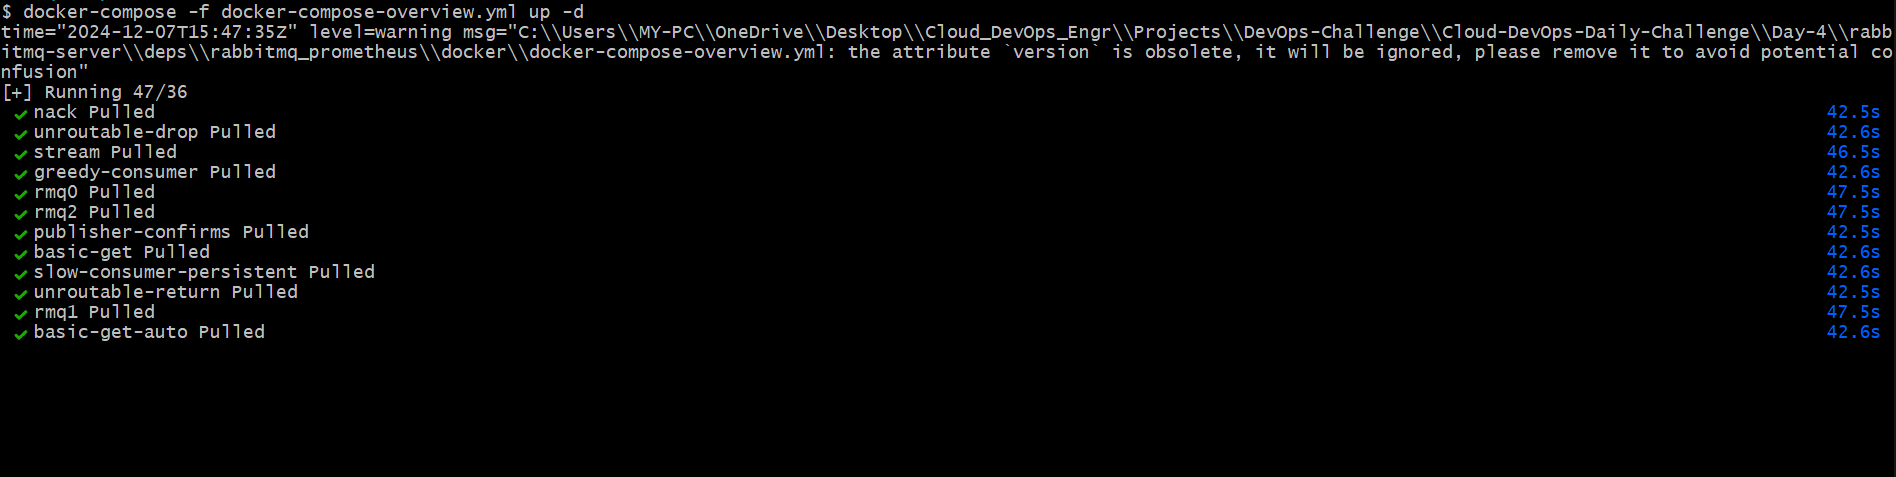 $ docker-compose -f docker-compose-overview.yml up -d
time="2024-12-07T15:47:35Z" level=warning msg="C:\\Users\\MY-PC\\OneDrive\\Desktop\\Cloud_DevOps_Engr\\Projects\\DevOps-Challenge\\Cloud-DevOps-Daily-Challenge\\Day-4\\rabb
itmq-server\\deps\\rabbitmq_prometheus\\docker\\docker-compose-overview.yml: the attribute `version` is obsolete, it will be ignored, please remove it to avoid potential co
nfusion"
[+] Running 47/36
✔ nack Pulled 42.5s
✔ unroutable-drop Pulled 42.6s
✔ stream Pulled 46.5s
✔ greedy-consumer Pulled 42.6s
✔ rmq0 Pulled 47.5s
✔ rmq2 Pulled 47.5s
✔ publisher-confirms Pulled 42.5s
✔ basic-get Pulled 42.6s
✔ slow-consumer-persistent Pulled 42.6s
✔ unroutable-return Pulled 42.5s
✔ rmq1 Pulled 47.5s
✔ basic-get-auto Pulled 42.6s